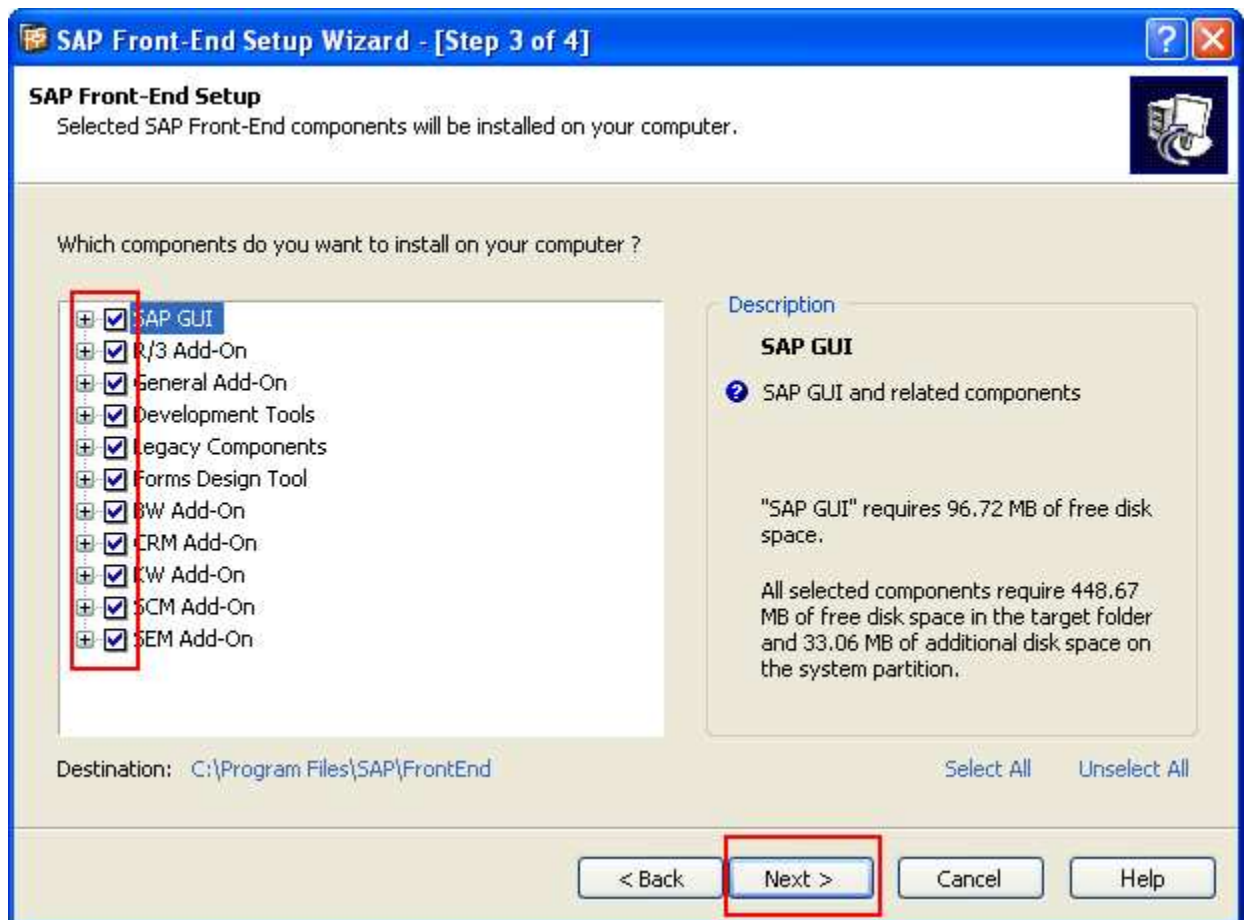 SAP Front-End Setup Wizard - [Step 3 of 4]
SAP Front-End Setup
Selected SAP Front-End components will be installed on your computer.
Which components do you want to install on your computer ?
SAP GUI
R/3 Add-On
General Add-On
Development Tools
Legacy Components
Forms Design Tool
BW Add-On
CRM Add-On
KW Add-On
SCM Add-On
SEM Add-On
Description
SAP GUI
SAP GUI and related components
"SAP GUI" requires 96.72 MB of free disk
space.
All selected components require 448.67
MB of free disk space in the target folder
and 33.06 MB of additional disk space on
the system partition.
Destination: C:\Program Files\SAP\FrontEnd
Select All Unselect All
< Back Next > Cancel Help